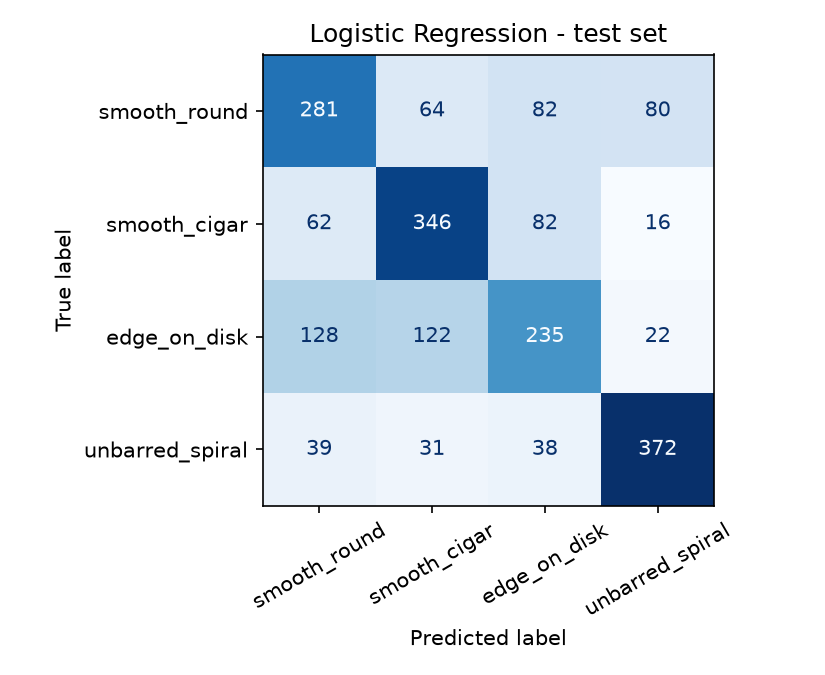 Logistic Regression - test set
True label
smooth_round 281 64 82 80
smooth_cigar 62 346 82 16
edge_on_disk 128 122 235 22
unbarred_spiral 39 31 38 372
smooth_round smooth_cigar edge_on_disk unbarred_spiral
Predicted label